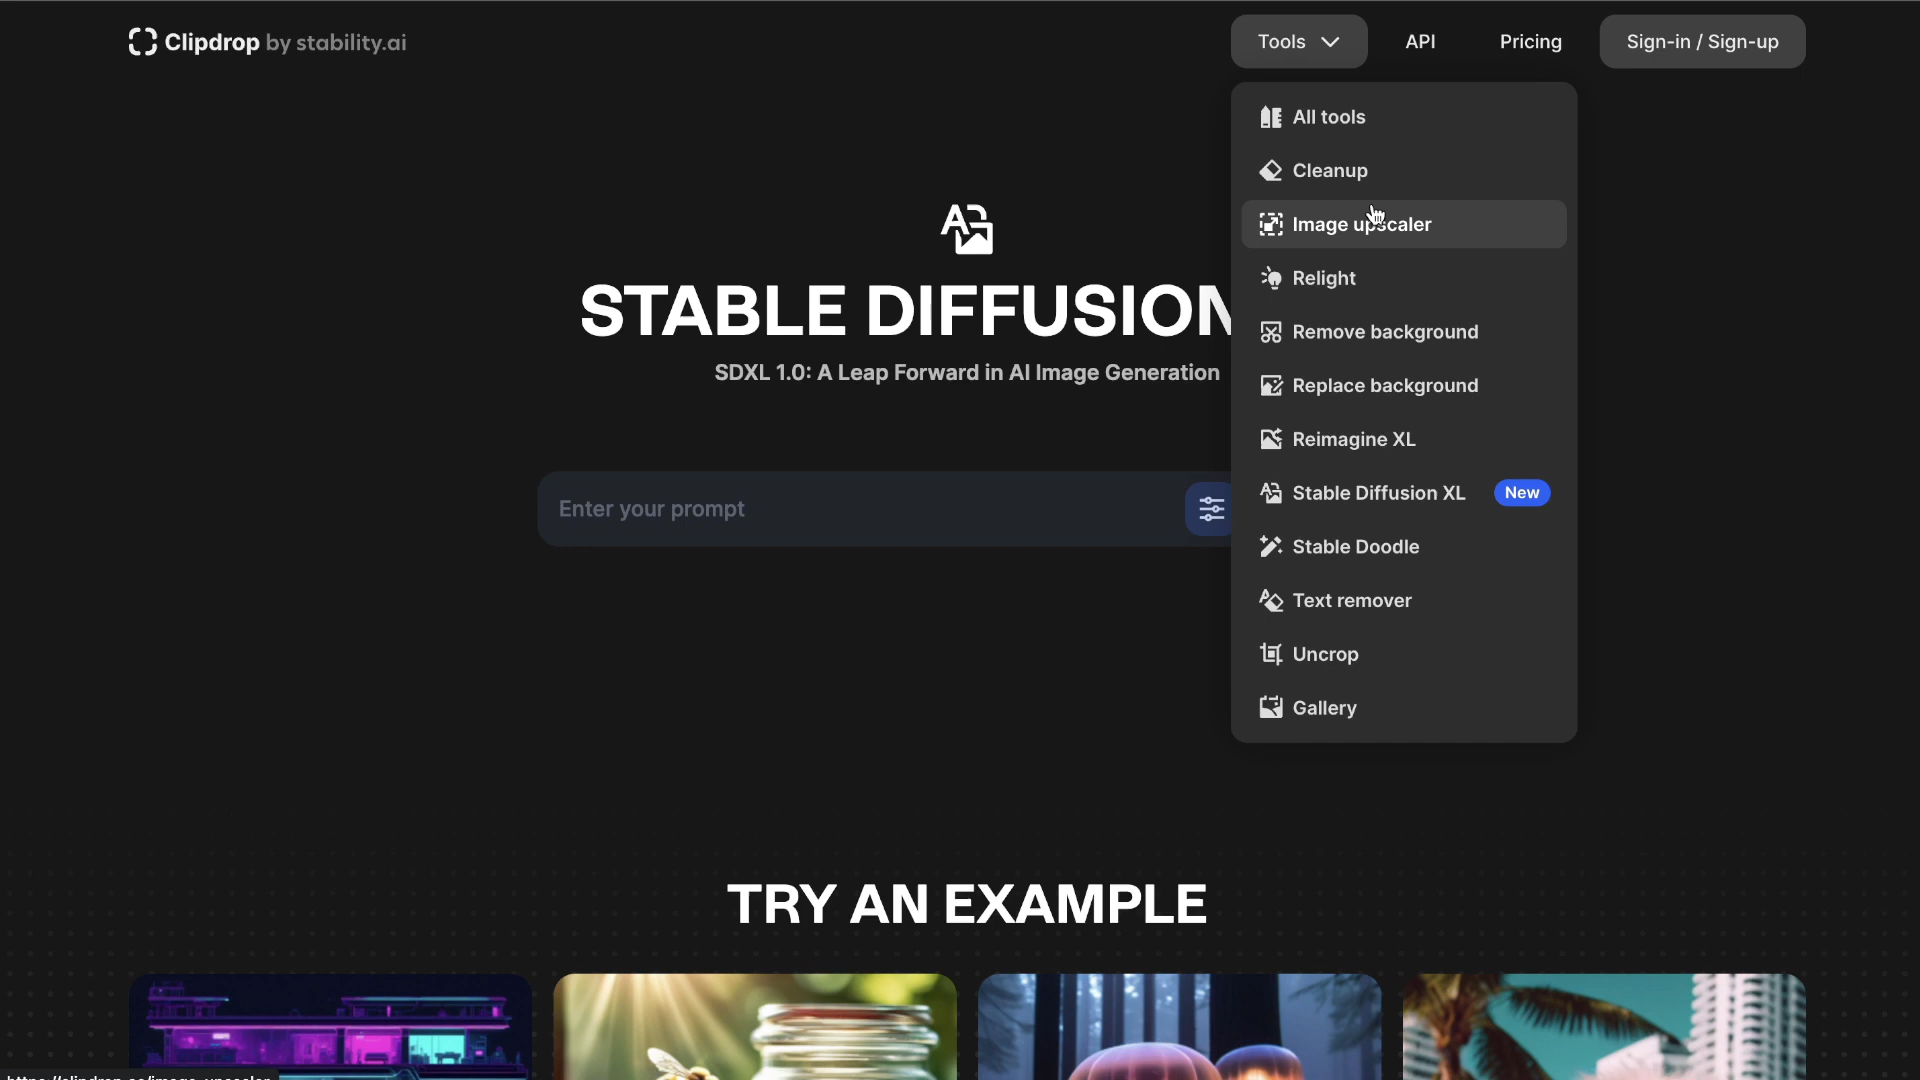 Clipdrop by stability.ai
Tools
API
Pricing
Sign-in / Sign-up
All tools
Cleanup
Image upscaler
Relight
Remove background
Replace background
Reimagine XL
Stable Diffusion XL New
Stable Doodle
Text remover
Uncrop
Gallery
STABLE DIFFUSION
SDXL 1.0: A Leap Forward in AI Image Generation
Enter your prompt
TRY AN EXAMPLE